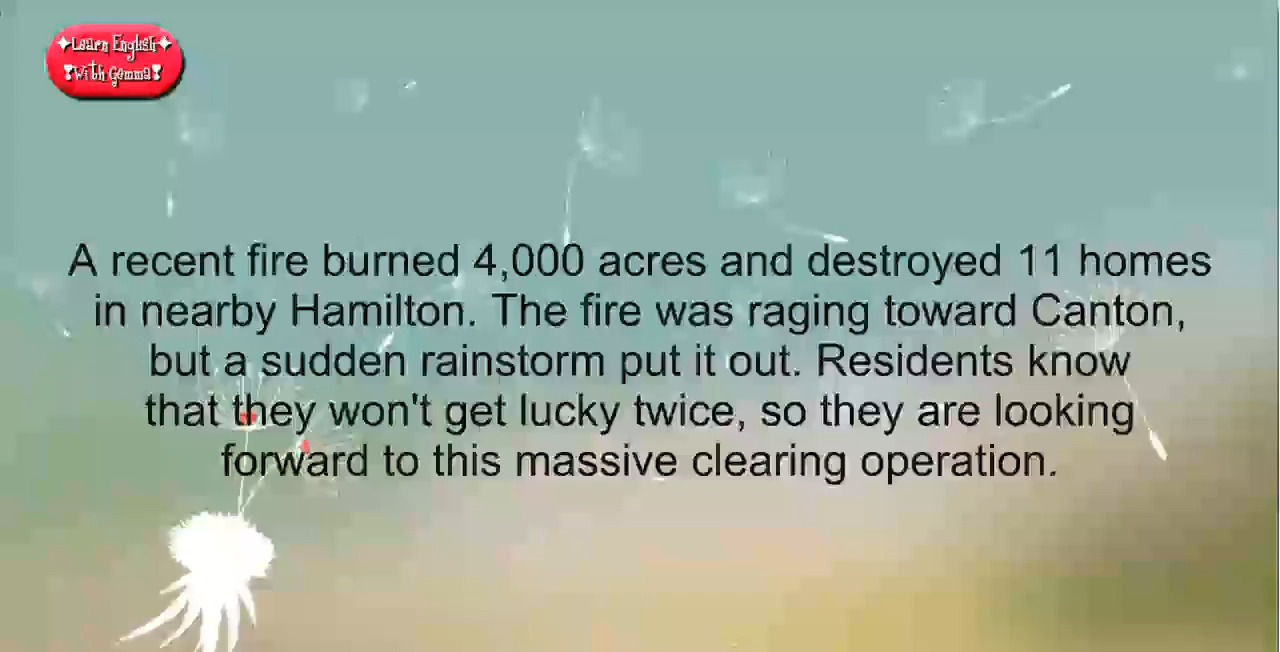 Learn English
With Gemma
A recent fire burned 4,000 acres and destroyed 11 homes
in nearby Hamilton. The fire was raging toward Canton,
but a sudden rainstorm put it out. Residents know
that they won't get lucky twice, so they are looking
forward to this massive clearing operation.